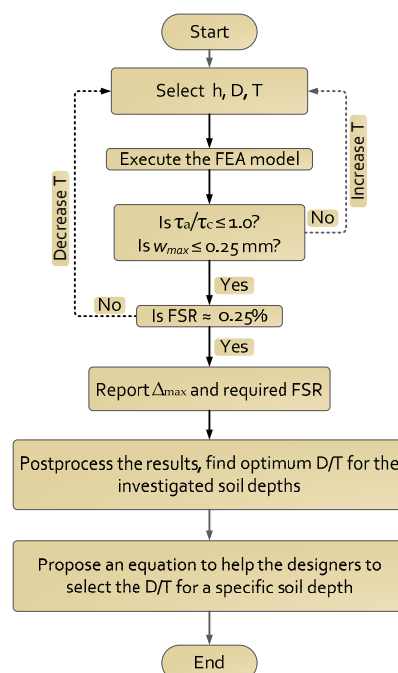 Start
Select h, D, T
Execute the FEA model
Is τa/τc ≤ 1.0?
Is wmax ≤ 0.25 mm?
No
Increase T
Decrease T
Yes
No
Is FSR ≈ 0.25%
Yes
Report Δmax and required FSR
Postprocess the results, find optimum D/T for the
investigated soil depths
Propose an equation to help the designers to
select the D/T for a specific soil depth
End